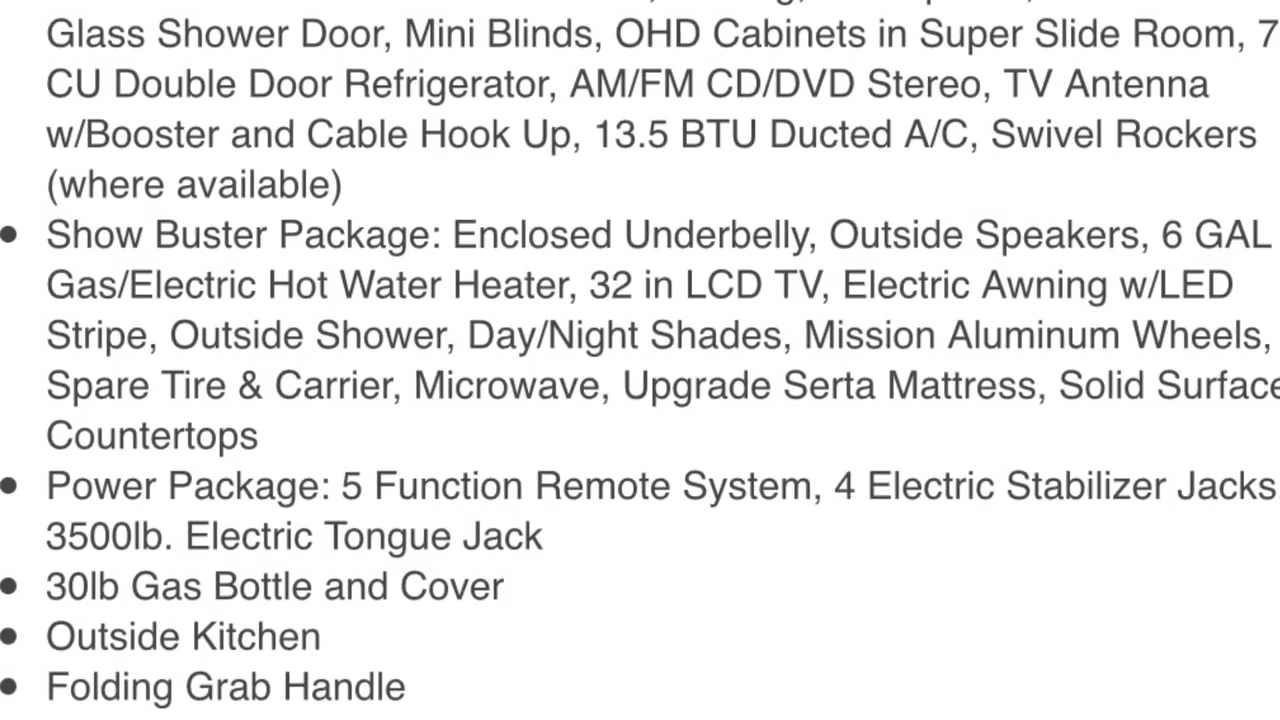 Glass Shower Door, Mini Blinds, OHD Cabinets in Super Slide Room, 7
CU Double Door Refrigerator, AM/FM CD/DVD Stereo, TV Antenna
w/Booster and Cable Hook Up, 13.5 BTU Ducted A/C, Swivel Rockers
(where available)
• Show Buster Package: Enclosed Underbelly, Outside Speakers, 6 GAL
Gas/Electric Hot Water Heater, 32 in LCD TV, Electric Awning w/LED
Stripe, Outside Shower, Day/Night Shades, Mission Aluminum Wheels,
Spare Tire & Carrier, Microwave, Upgrade Serta Mattress, Solid Surface
Countertops
• Power Package: 5 Function Remote System, 4 Electric Stabilizer Jacks,
3500lb. Electric Tongue Jack
• 30lb Gas Bottle and Cover
• Outside Kitchen
• Folding Grab Handle